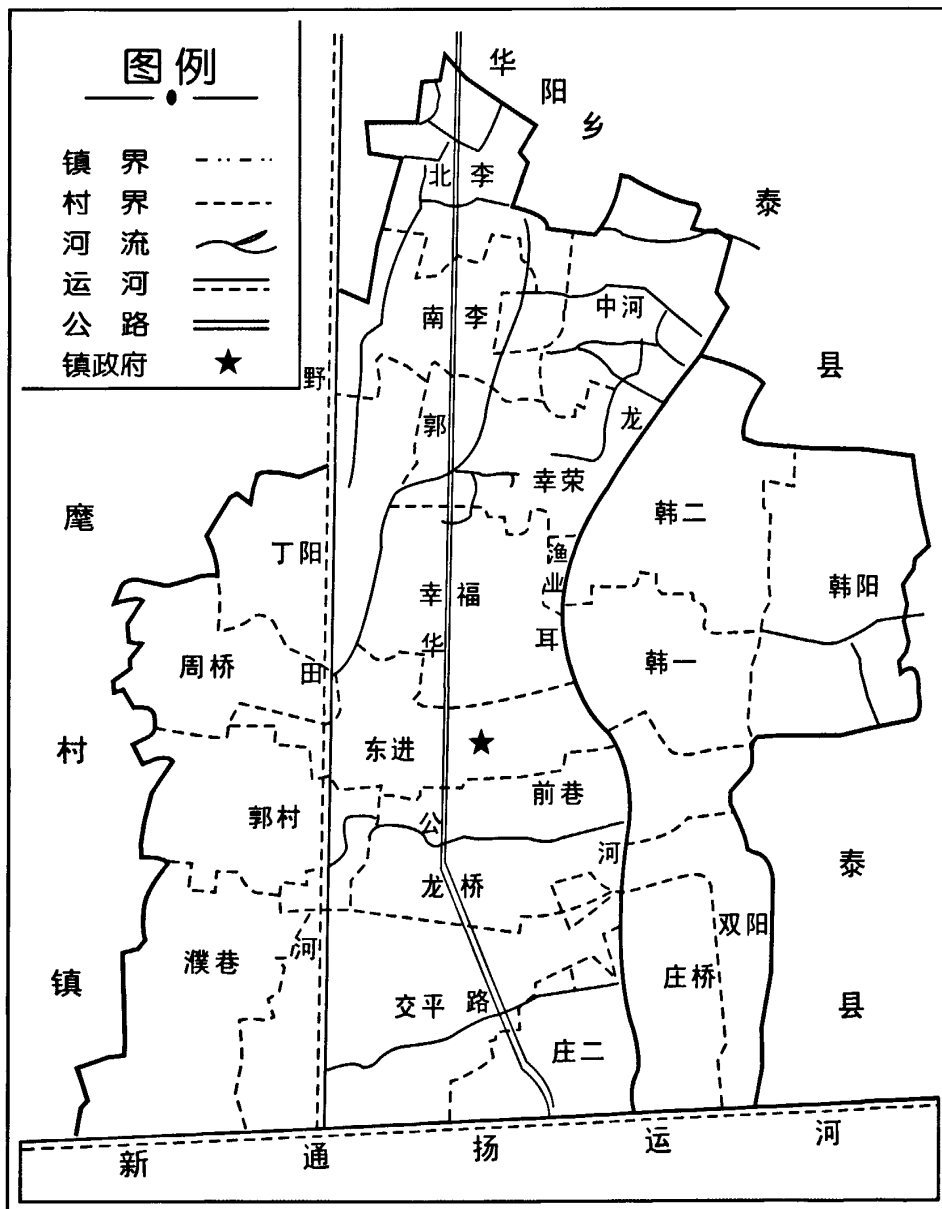 图例
镇界
村界
河流
运河
公路
镇政府
华阳乡
泰县
北李
南李
中河
野田河
郭
龙耳河
幸荣
麾村镇
丁阳
渔业
韩二
韩阳
幸福
华公路
周桥
韩一
东进
前巷
郭村
龙桥
泰县
濮巷
双阳
庄桥
交平
庄二
新通扬运河